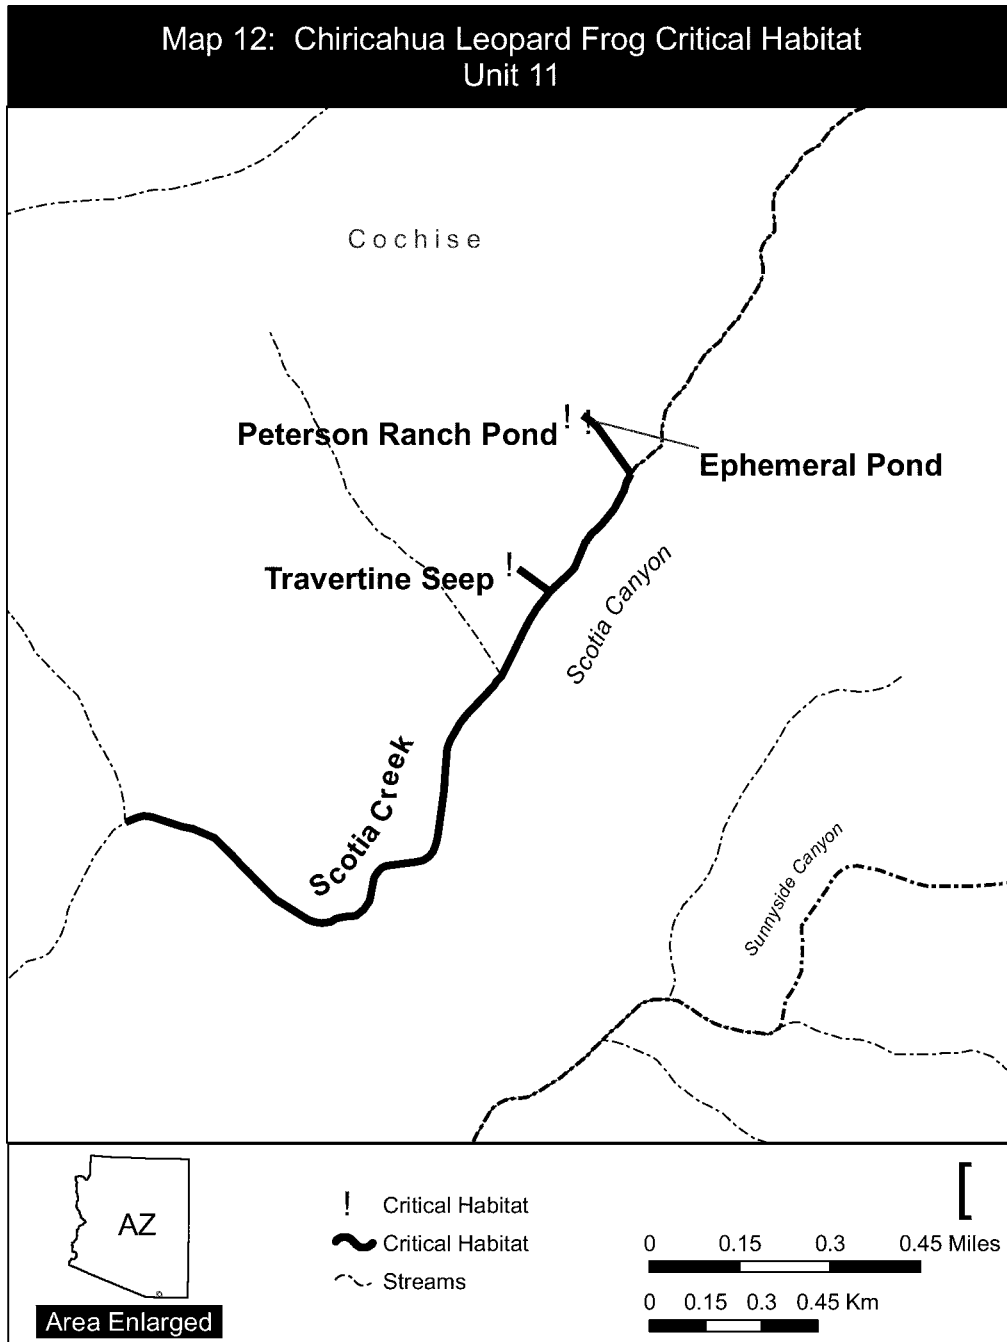 Map 12: Chiricahua Leopard Frog Critical Habitat
Unit 11
Cochise
Peterson Ranch Pond
!
!
Ephemeral Pond
Travertine Seep
!
Scotia Canyon
Scotia Creek
Sunnyside Canyon
AZ
Area Enlarged
! Critical Habitat
Critical Habitat
Streams
[
0 0.15 0.3 0.45 Miles
0 0.15 0.3 0.45 Km